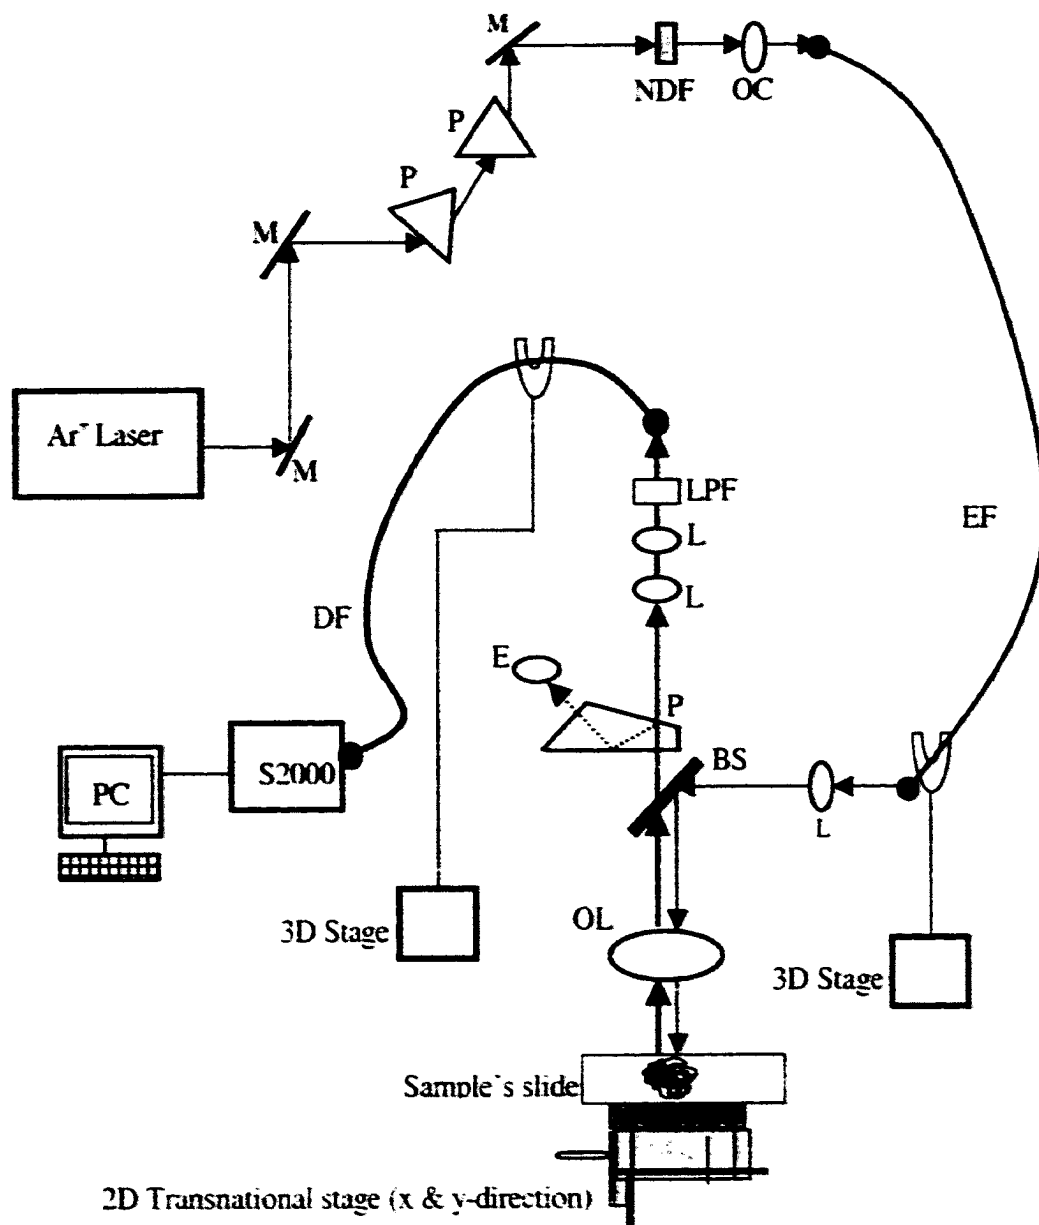 M
NDF
OC
P
P
M
Ar⁺ Laser
M
LPF
L
EF
L
DF
E
P
BS
S2000
PC
L
OL
3D Stage
3D Stage
Sample's slide
2D Transnational stage (x & y-direction)